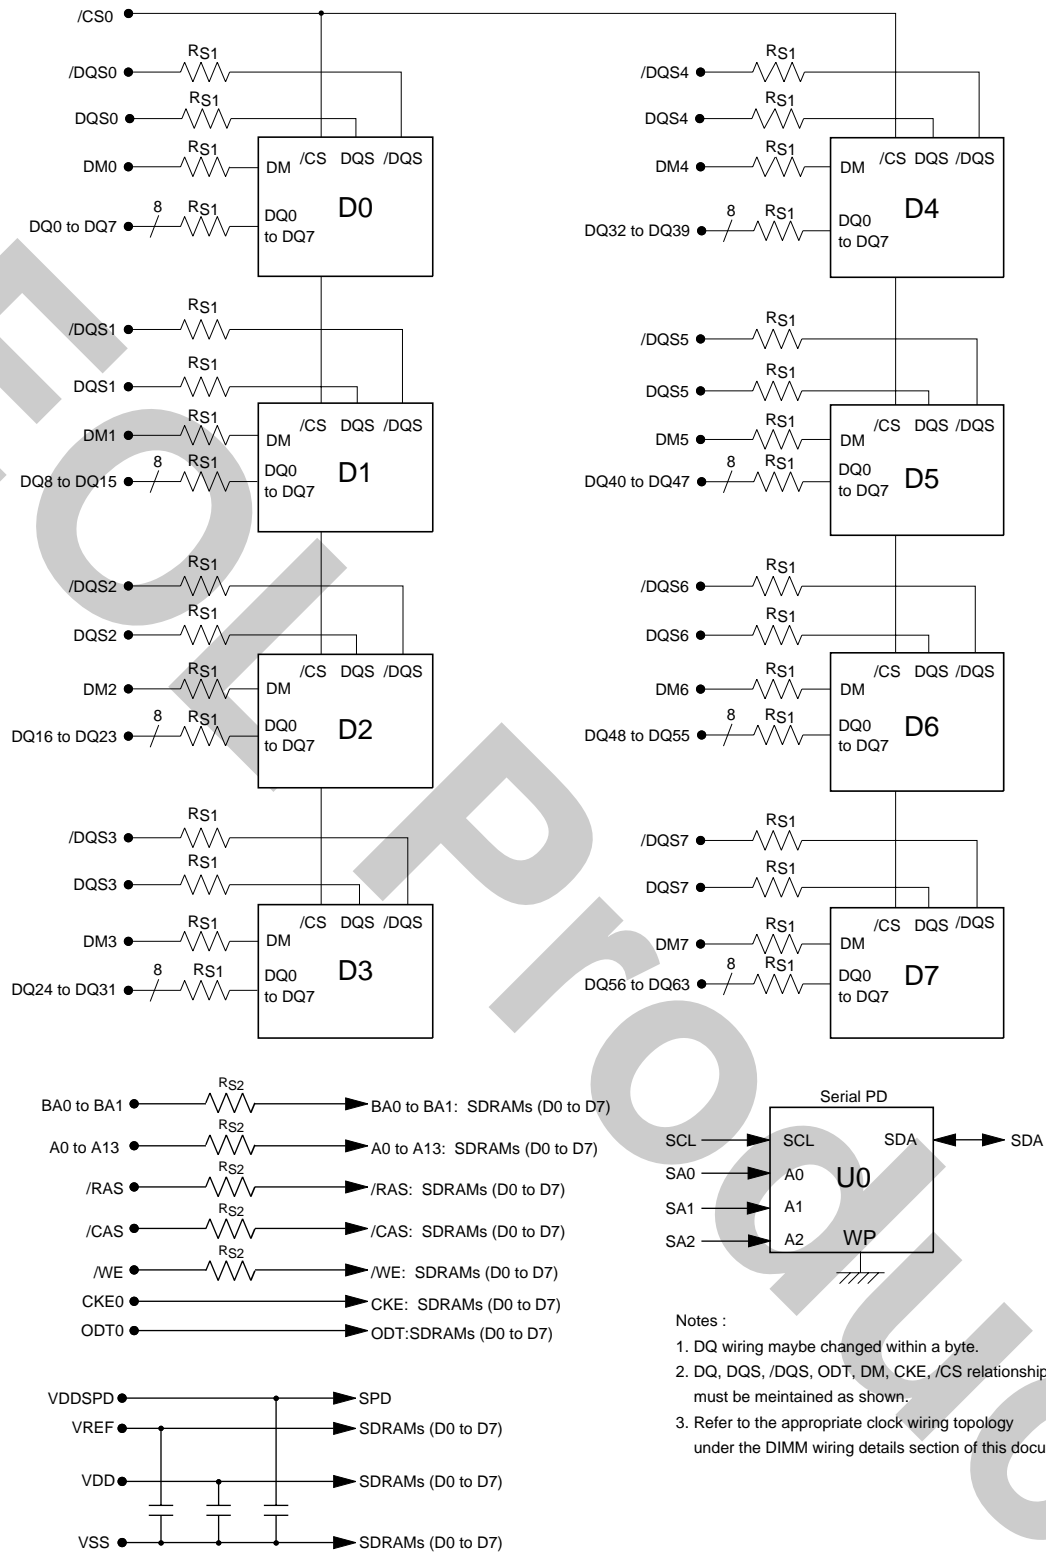 /CS0
RS1
/DQS0
RS1
DQS0
RS1
DM0
8
RS1
DQ0 to DQ7
/CS DQS /DQS
DM
D0
DQ0
to DQ7
RS1
/DQS1
RS1
DQS1
RS1
DM1
8
RS1
DQ8 to DQ15
/CS DQS /DQS
DM
D1
DQ0
to DQ7
RS1
/DQS2
RS1
DQS2
RS1
DM2
8
RS1
DQ16 to DQ23
/CS DQS /DQS
DM
D2
DQ0
to DQ7
RS1
/DQS3
RS1
DQS3
RS1
DM3
8
RS1
DQ24 to DQ31
/CS DQS /DQS
DM
D3
DQ0
to DQ7
RS1
/DQS4
RS1
DQS4
RS1
DM4
8
RS1
DQ32 to DQ39
/CS DQS /DQS
DM
D4
DQ0
to DQ7
RS1
/DQS5
RS1
DQS5
RS1
DM5
8
RS1
DQ40 to DQ47
/CS DQS /DQS
DM
D5
DQ0
to DQ7
RS1
/DQS6
RS1
DQS6
RS1
DM6
8
RS1
DQ48 to DQ55
/CS DQS /DQS
DM
D6
DQ0
to DQ7
RS1
/DQS7
RS1
DQS7
RS1
DM7
8
RS1
DQ56 to DQ63
/CS DQS /DQS
DM
D7
DQ0
to DQ7
RS2
BA0 to BA1
BA0 to BA1: SDRAMs (D0 to D7)
RS2
A0 to A13
A0 to A13: SDRAMs (D0 to D7)
RS2
/RAS
/RAS: SDRAMs (D0 to D7)
RS2
/CAS
/CAS: SDRAMs (D0 to D7)
RS2
/WE
/WE: SDRAMs (D0 to D7)
CKE0
CKE: SDRAMs (D0 to D7)
ODT0
ODT:SDRAMs (D0 to D7)
VDDSPD
SPD
VREF
SDRAMs (D0 to D7)
VDD
SDRAMs (D0 to D7)
VSS
SDRAMs (D0 to D7)
Serial PD
SCL
SCL
SDA
SDA
SA0
A0
U0
SA1
A1
SA2
A2
WP
Notes :
1. DQ wiring maybe changed within a byte.
2. DQ, DQS, /DQS, ODT, DM, CKE, /CS relationship
must be meintained as shown.
3. Refer to the appropriate clock wiring topology
under the DIMM wiring details section of this docu
EOL Produc